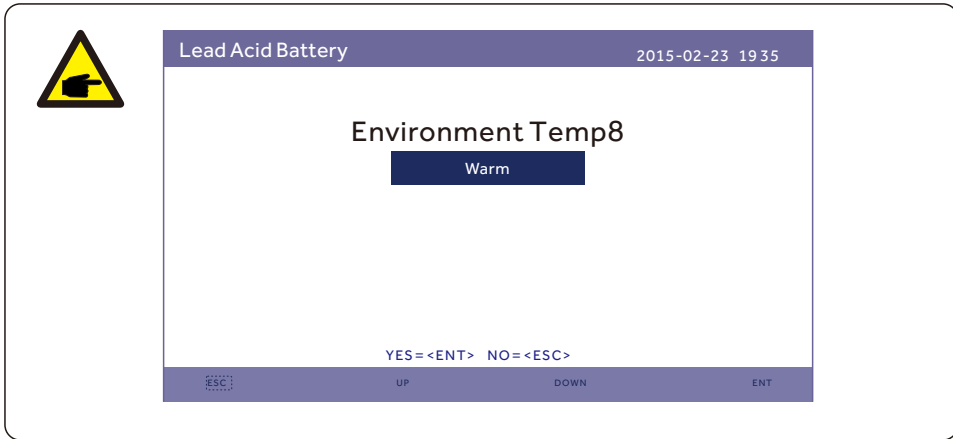 Lead Acid Battery 2015-02-23 19 35
Environment Temp8
Warm
YES=<ENT> NO=<ESC>
ESC UP DOWN ENT